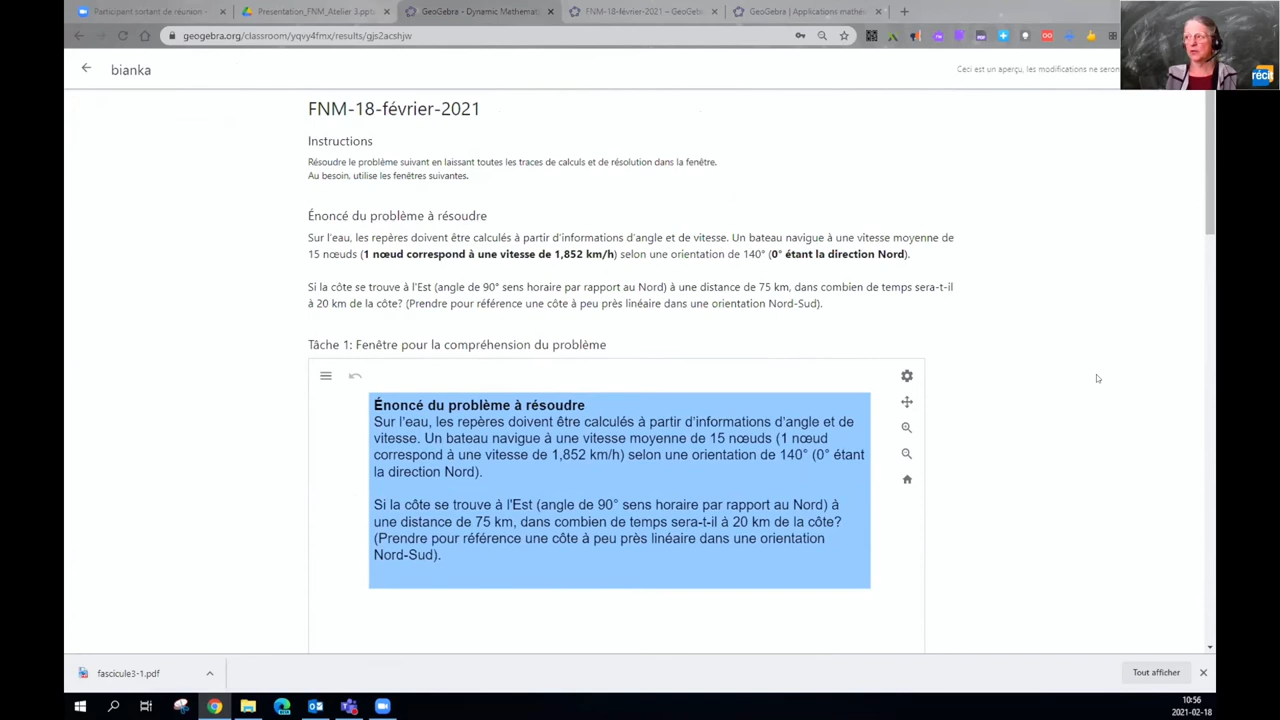 Participant sortant de réunion -
Presentation_FNM_Atelier 3.pptx
GeoGebra - Dynamic Mathemat
FNM-18-février-2021 – GeoGeb
GeoGebra | Applications mathém
geogebra.org/classroom/yqvy4fmx/results/gjs2acshjw
bianka
Ceci est un aperçu, les modifications ne seron
récit
FNM-18-février-2021
Instructions
Résoudre le problème suivant en laissant toutes les traces de calculs et de résolution dans la fenêtre.
Au besoin, utilise les fenêtres suivantes.
Énoncé du problème à résoudre
Sur l'eau, les repères doivent être calculés à partir d'informations d'angle et de vitesse. Un bateau navigue à une vitesse moyenne de
15 nœuds (1 nœud correspond à une vitesse de 1,852 km/h) selon une orientation de 140° (0° étant la direction Nord).
Si la côte se trouve à l'Est (angle de 90° sens horaire par rapport au Nord) à une distance de 75 km, dans combien de temps sera-t-il
à 20 km de la côte? (Prendre pour référence une côte à peu près linéaire dans une orientation Nord-Sud).
Tâche 1: Fenêtre pour la compréhension du problème
Énoncé du problème à résoudre
Sur l'eau, les repères doivent être calculés à partir d'informations d'angle et de
vitesse. Un bateau navigue à une vitesse moyenne de 15 nœuds (1 nœud
correspond à une vitesse de 1,852 km/h) selon une orientation de 140° (0° étant
la direction Nord).
Si la côte se trouve à l'Est (angle de 90° sens horaire par rapport au Nord) à
une distance de 75 km, dans combien de temps sera-t-il à 20 km de la côte?
(Prendre pour référence une côte à peu près linéaire dans une orientation
Nord-Sud).
fascicule3-1.pdf
Tout afficher
10:56
2021-02-18